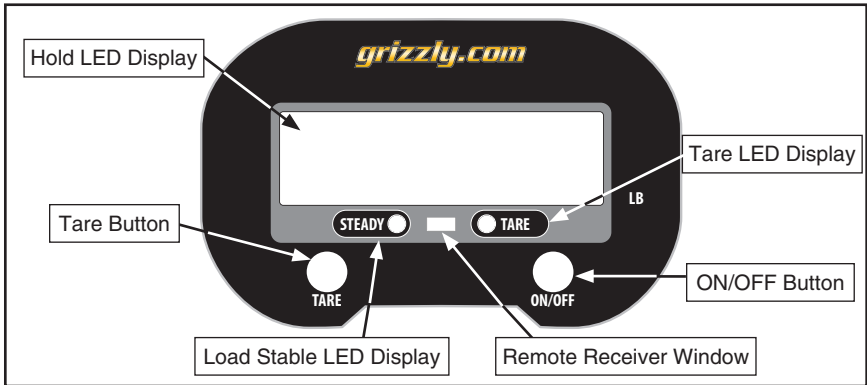 grizzly.com
Hold LED Display
Tare LED Display
LB
STEADY
TARE
Tare Button
TARE
ON/OFF
ON/OFF Button
Load Stable LED Display
Remote Receiver Window